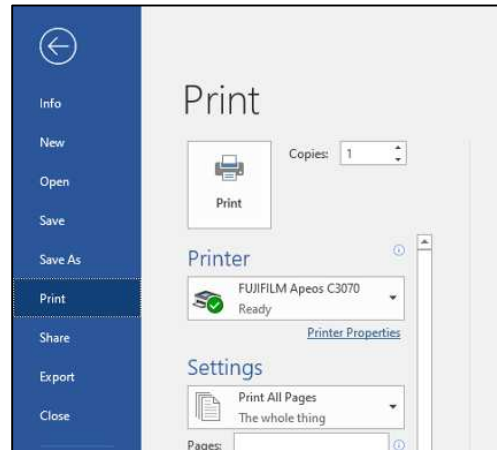 Info
New
Open
Save
Save As
Print
Share
Export
Close
Print
Copies: 1
Print
Printer
FUJIFILM Apeos C3070
Ready
Printer Properties
Settings
Print All Pages
The whole thing
Pages: